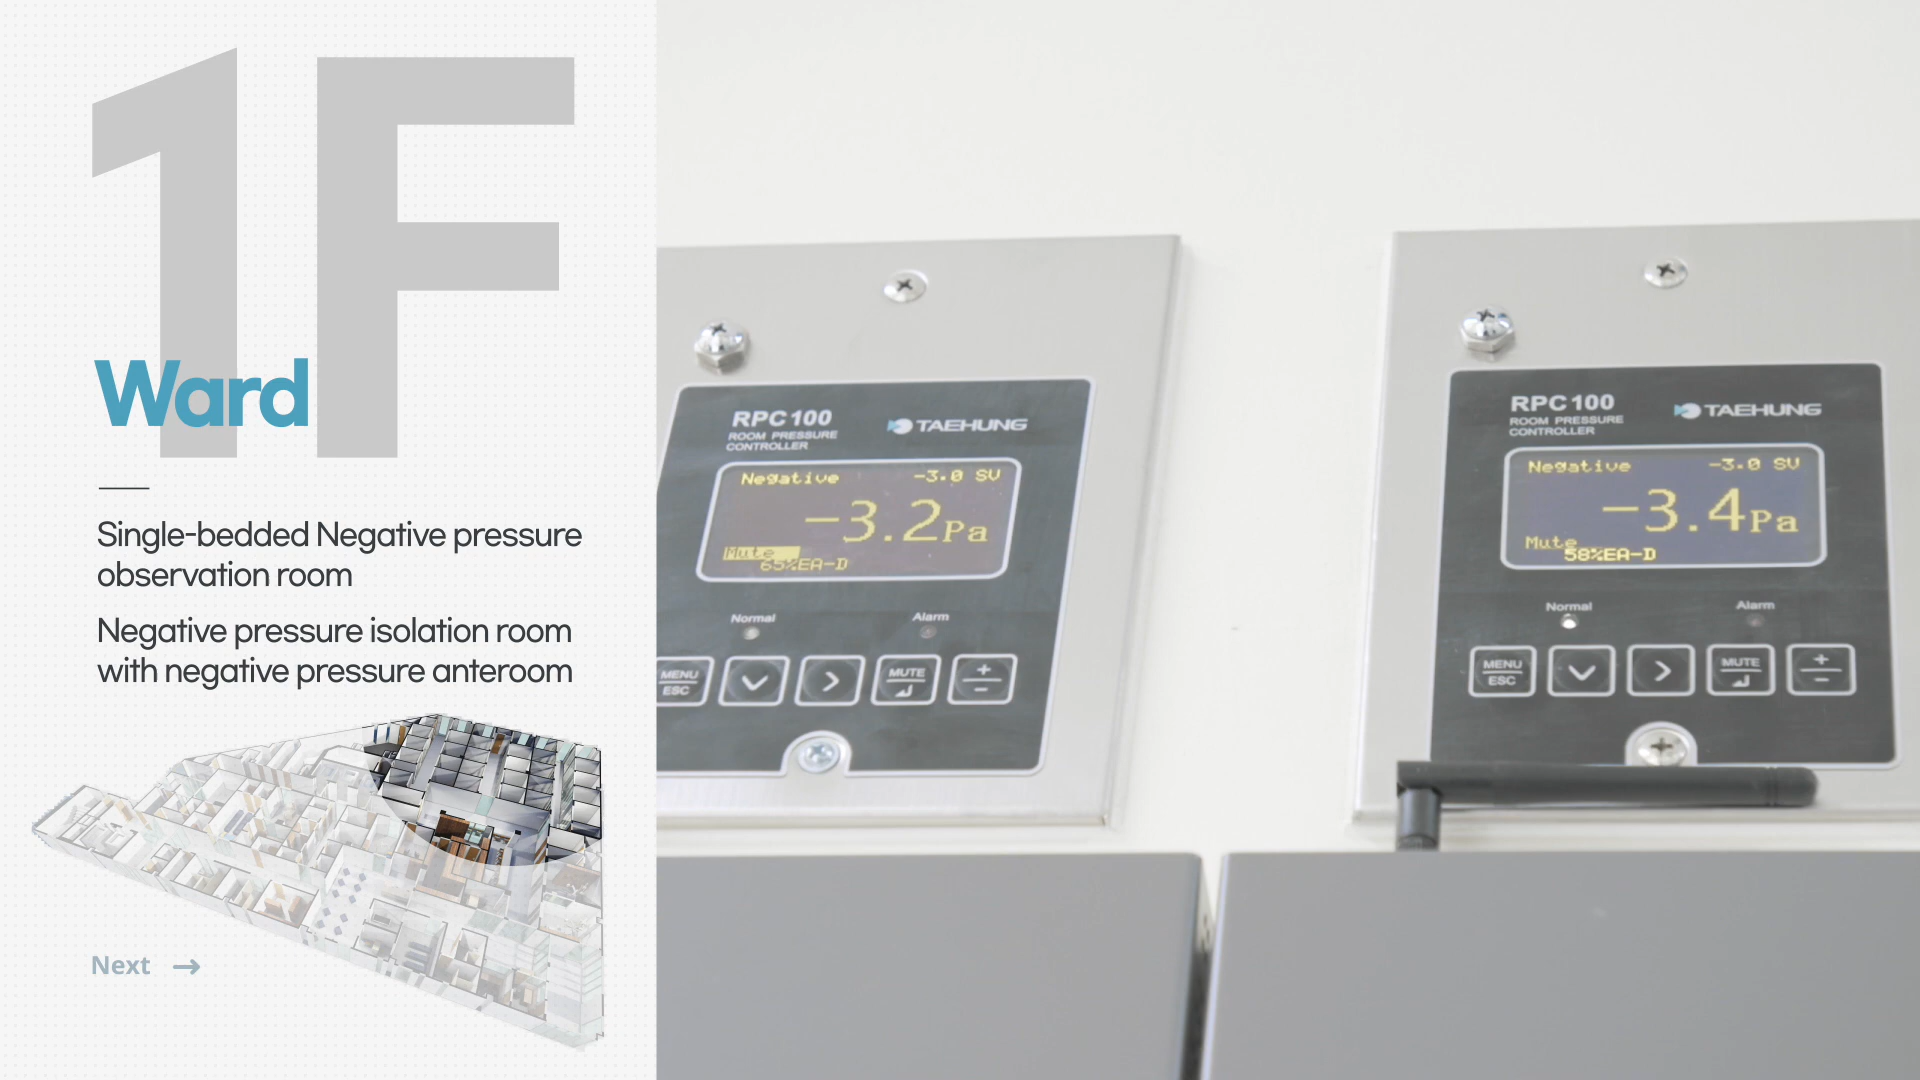 1F
Ward
Single-bedded Negative pressure
observation room
Negative pressure isolation room
with negative pressure anteroom
Next →
RPC100
ROOM PRESSURE
CONTROLLER
TAEHUNG
Negative -3.0 SV
-3.2Pa
Mute
65%EA-D
Normal Alarm
MENU
ESC
MUTE
+
−
RPC100
ROOM PRESSURE
CONTROLLER
TAEHUNG
Negative -3.0 SV
-3.4Pa
Mute
58%EA-D
Normal Alarm
MENU
ESC
MUTE
+
−